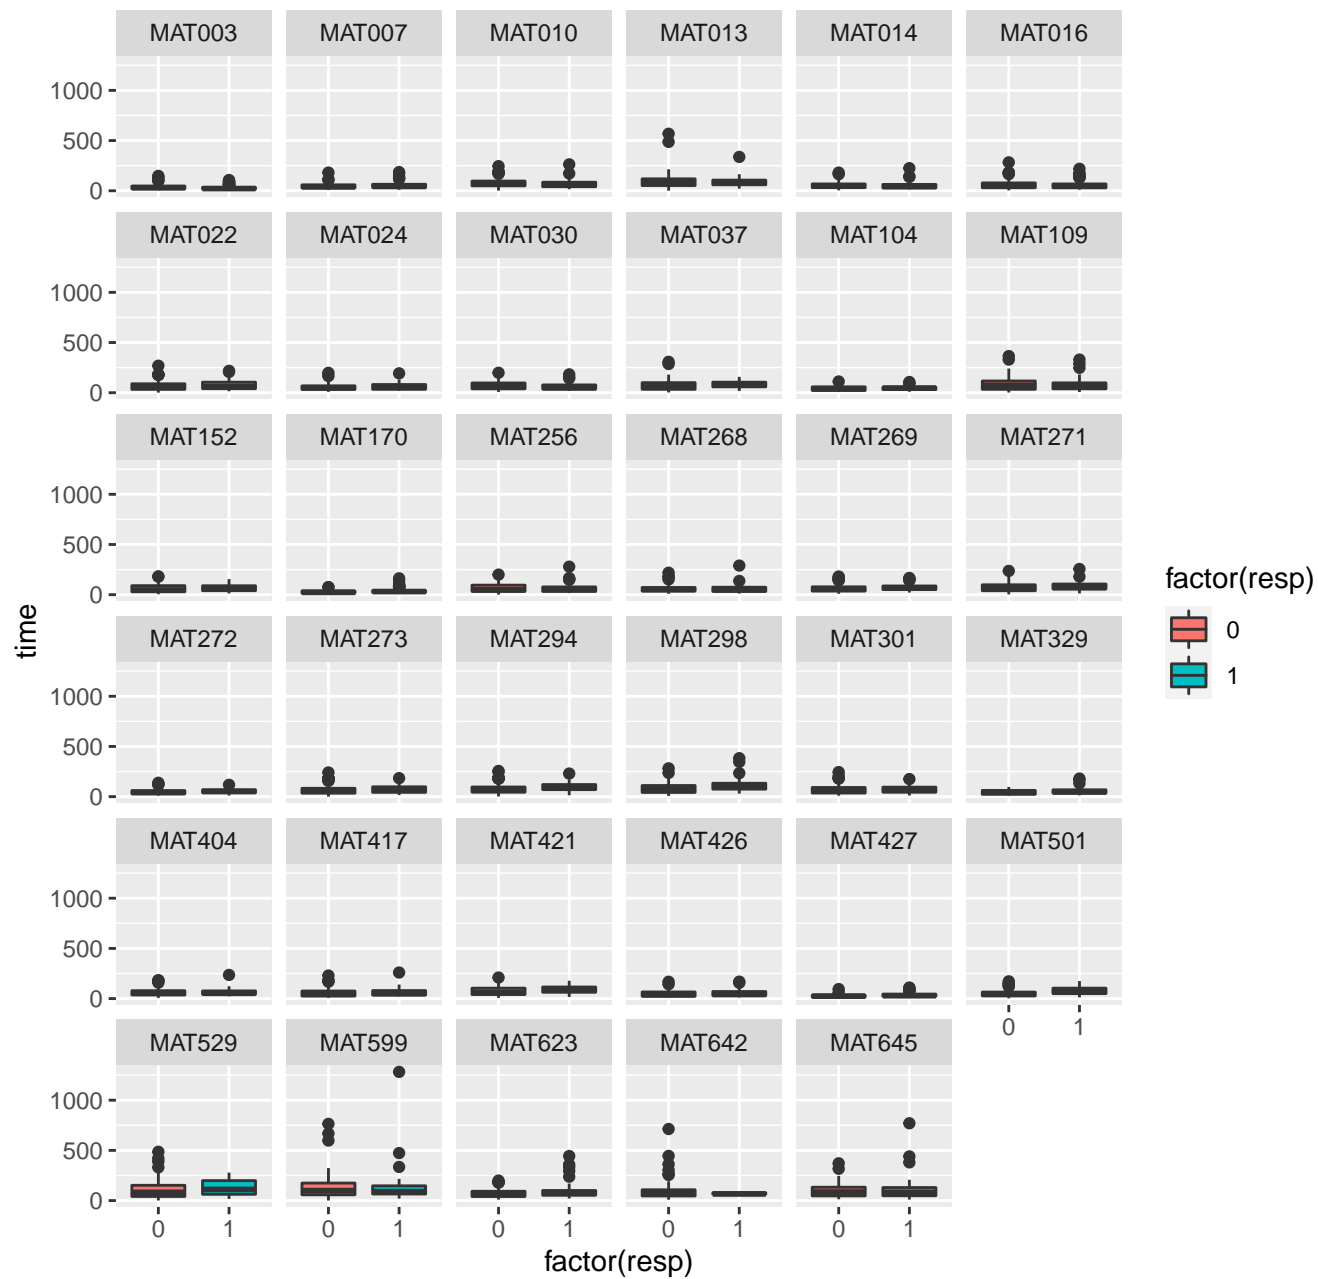 MAT003 MAT007 MAT010 MAT013 MAT014 MAT016
1000
500
0
MAT022 MAT024 MAT030 MAT037 MAT104 MAT109
1000
500
0
MAT152 MAT170 MAT256 MAT268 MAT269 MAT271
1000
500
0
MAT272 MAT273 MAT294 MAT298 MAT301 MAT329
1000
500
0
MAT404 MAT417 MAT421 MAT426 MAT427 MAT501
1000
500
0
0 1
MAT529 MAT599 MAT623 MAT642 MAT645
1000
500
0
0 1 0 1 0 1 0 1 0 1
factor(resp)
time
factor(resp)
0
1